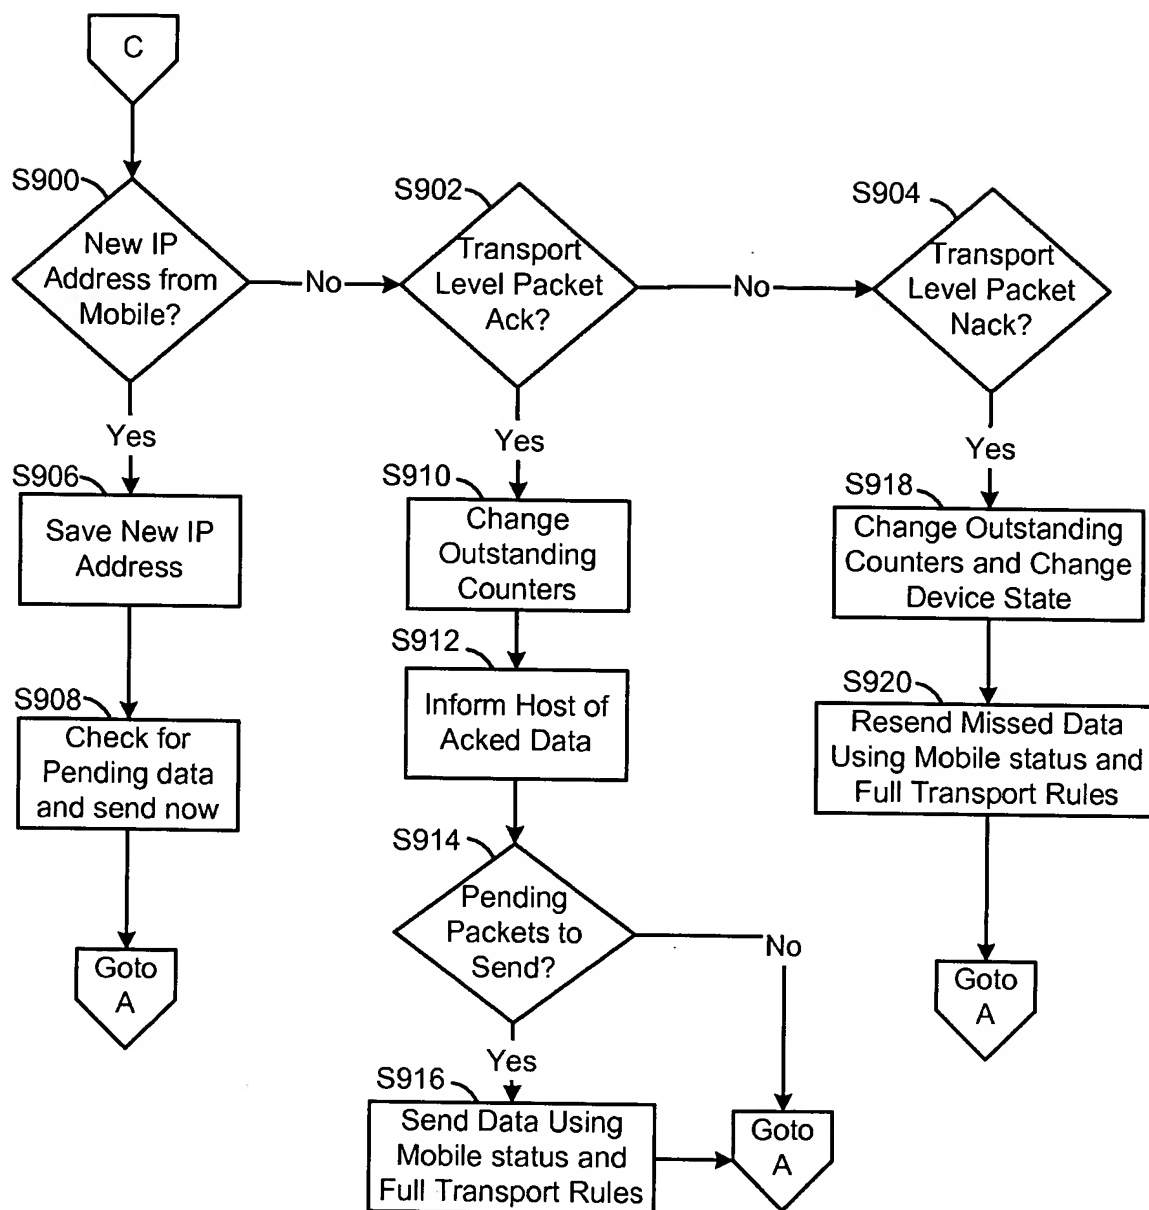 C
S900
New IP
Address from
Mobile?
No
S902
Transport
Level Packet
Ack?
No
S904
Transport
Level Packet
Nack?
Yes
S906
Save New IP
Address
S908
Check for
Pending data
and send now
Goto
A
Yes
S910
Change
Outstanding
Counters
S912
Inform Host of
Acked Data
S914
Pending
Packets to
Send?
No
Yes
S916
Send Data Using
Mobile status and
Full Transport Rules
Goto
A
Yes
S918
Change Outstanding
Counters and Change
Device State
S920
Resend Missed Data
Using Mobile status and
Full Transport Rules
Goto
A